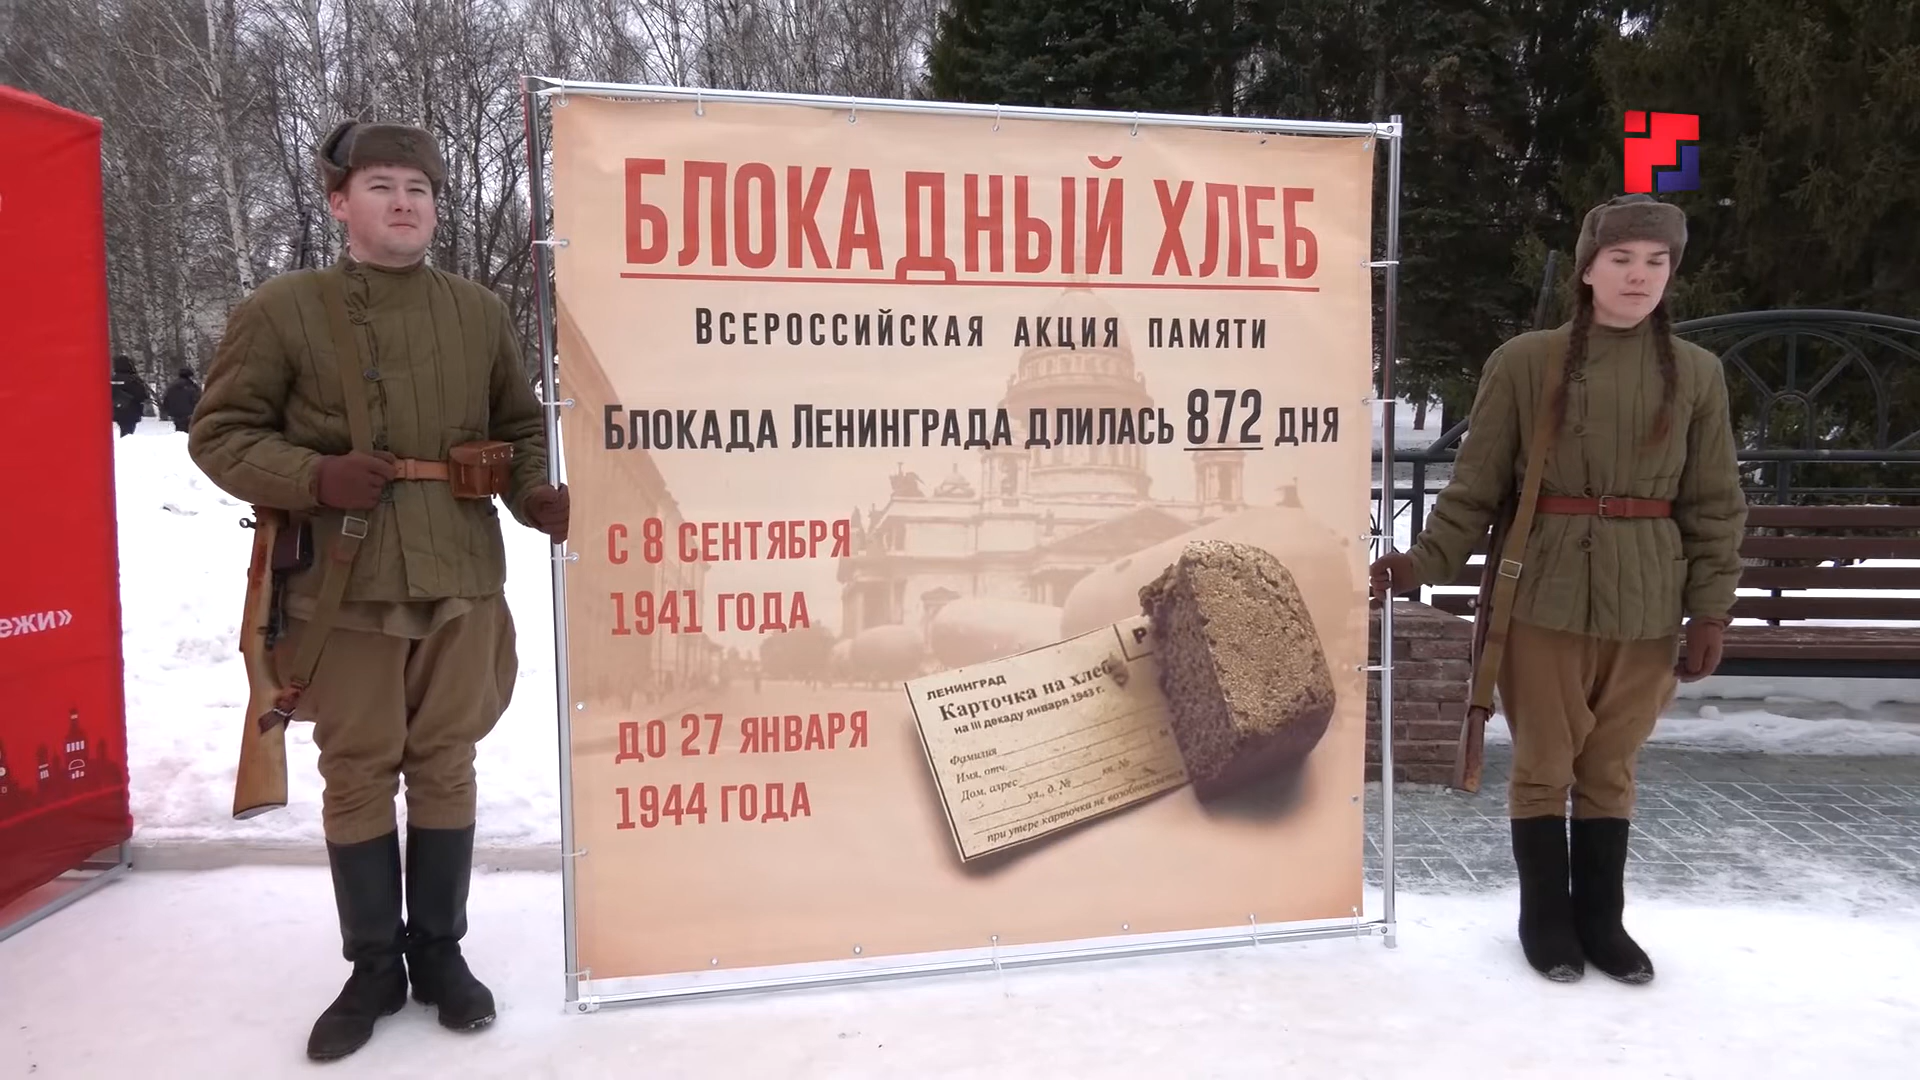 БЛОКАДНЫЙ ХЛЕБ
ВСЕРОССИЙСКАЯ АКЦИЯ ПАМЯТИ
БЛОКАДА ЛЕНИНГРАДА ДЛИЛАСЬ 872 ДНЯ
С 8 СЕНТЯБРЯ
1941 ГОДА
ДО 27 ЯНВАРЯ
1944 ГОДА
ЛЕНИНГРАД
Карточка на хлеб
на III декаду января 1943 г.
Фамилия
Имя, отч.
Дом, адрес
ул., д. № кв. №
при утере карточка не возобновляется
ежи»